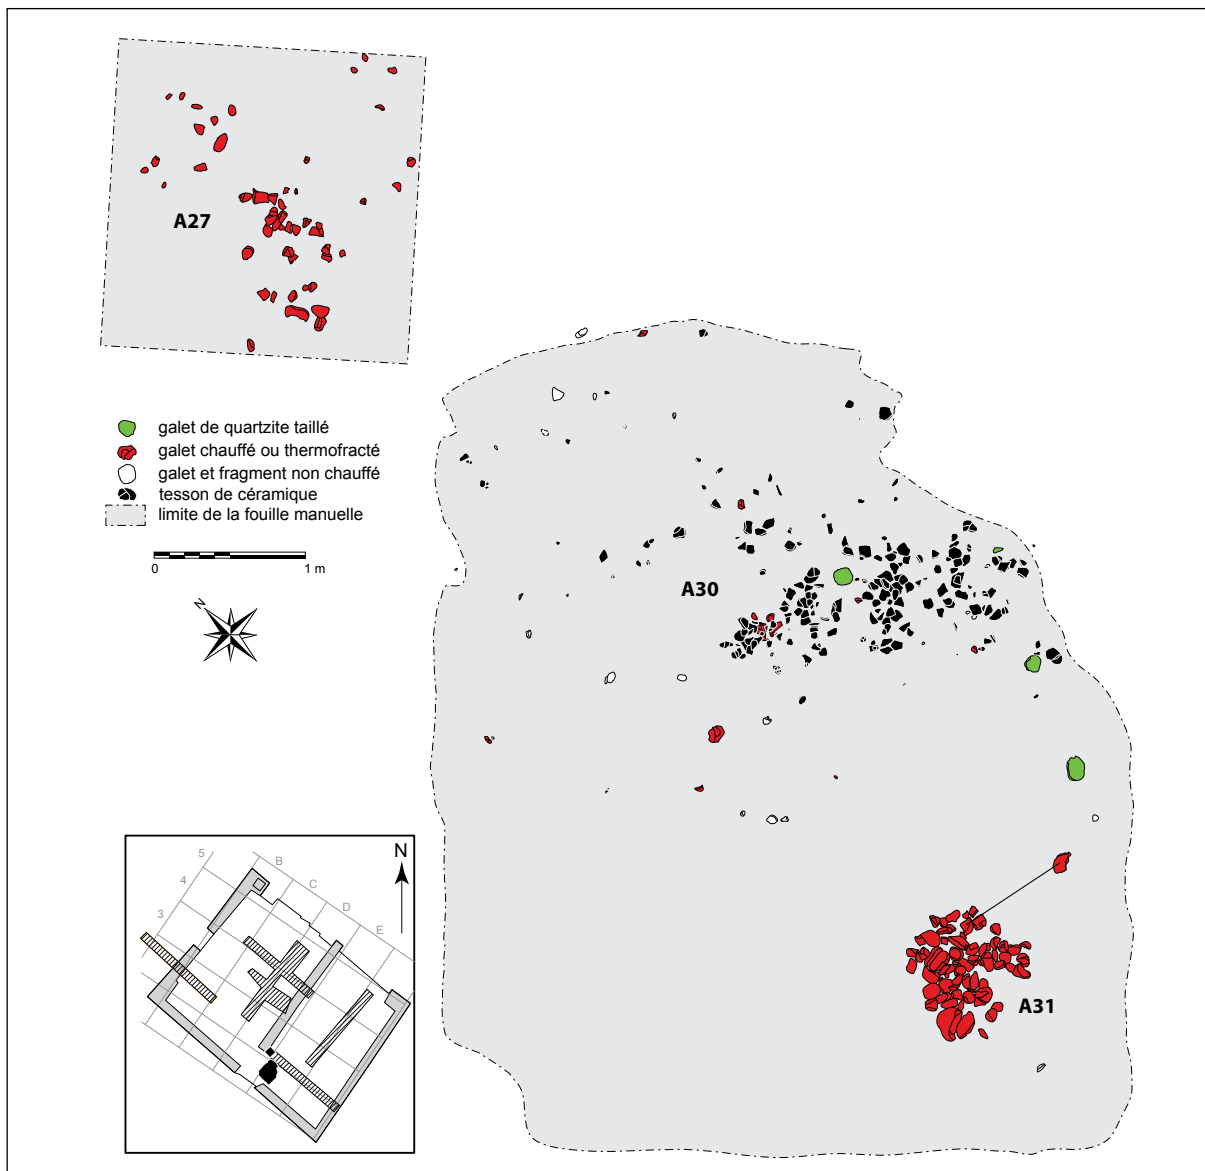 A27
galet de quartzite taillé
galet chauffé ou thermofracté
galet et fragment non chauffé
tesson de céramique
limite de la fouille manuelle
0 1 m
N
A30
A31
N
5
4
3
B
C
D
E